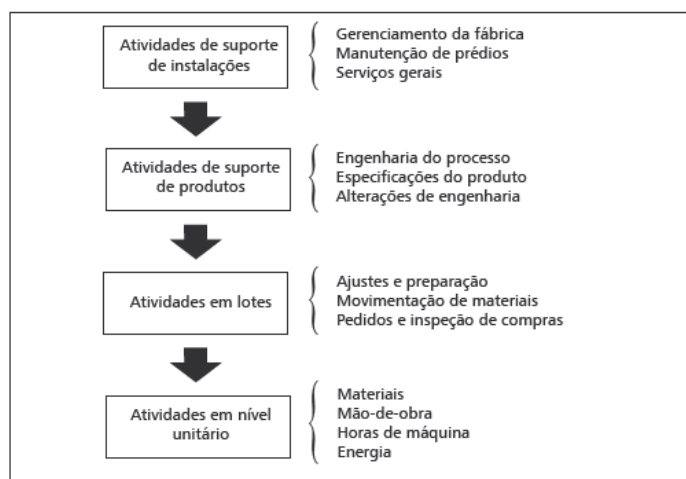 Atividades de suporte
de instalações
Gerenciamento da fábrica
Manutenção de prédios
Serviços gerais
Atividades de suporte
de produtos
Engenharia do processo
Especificações do produto
Alterações de engenharia
Atividades em lotes
Ajustes e preparação
Movimentação de materiais
Pedidos e inspeção de compras
Atividades em nível
unitário
Materiais
Mão-de-obra
Horas de máquina
Energia